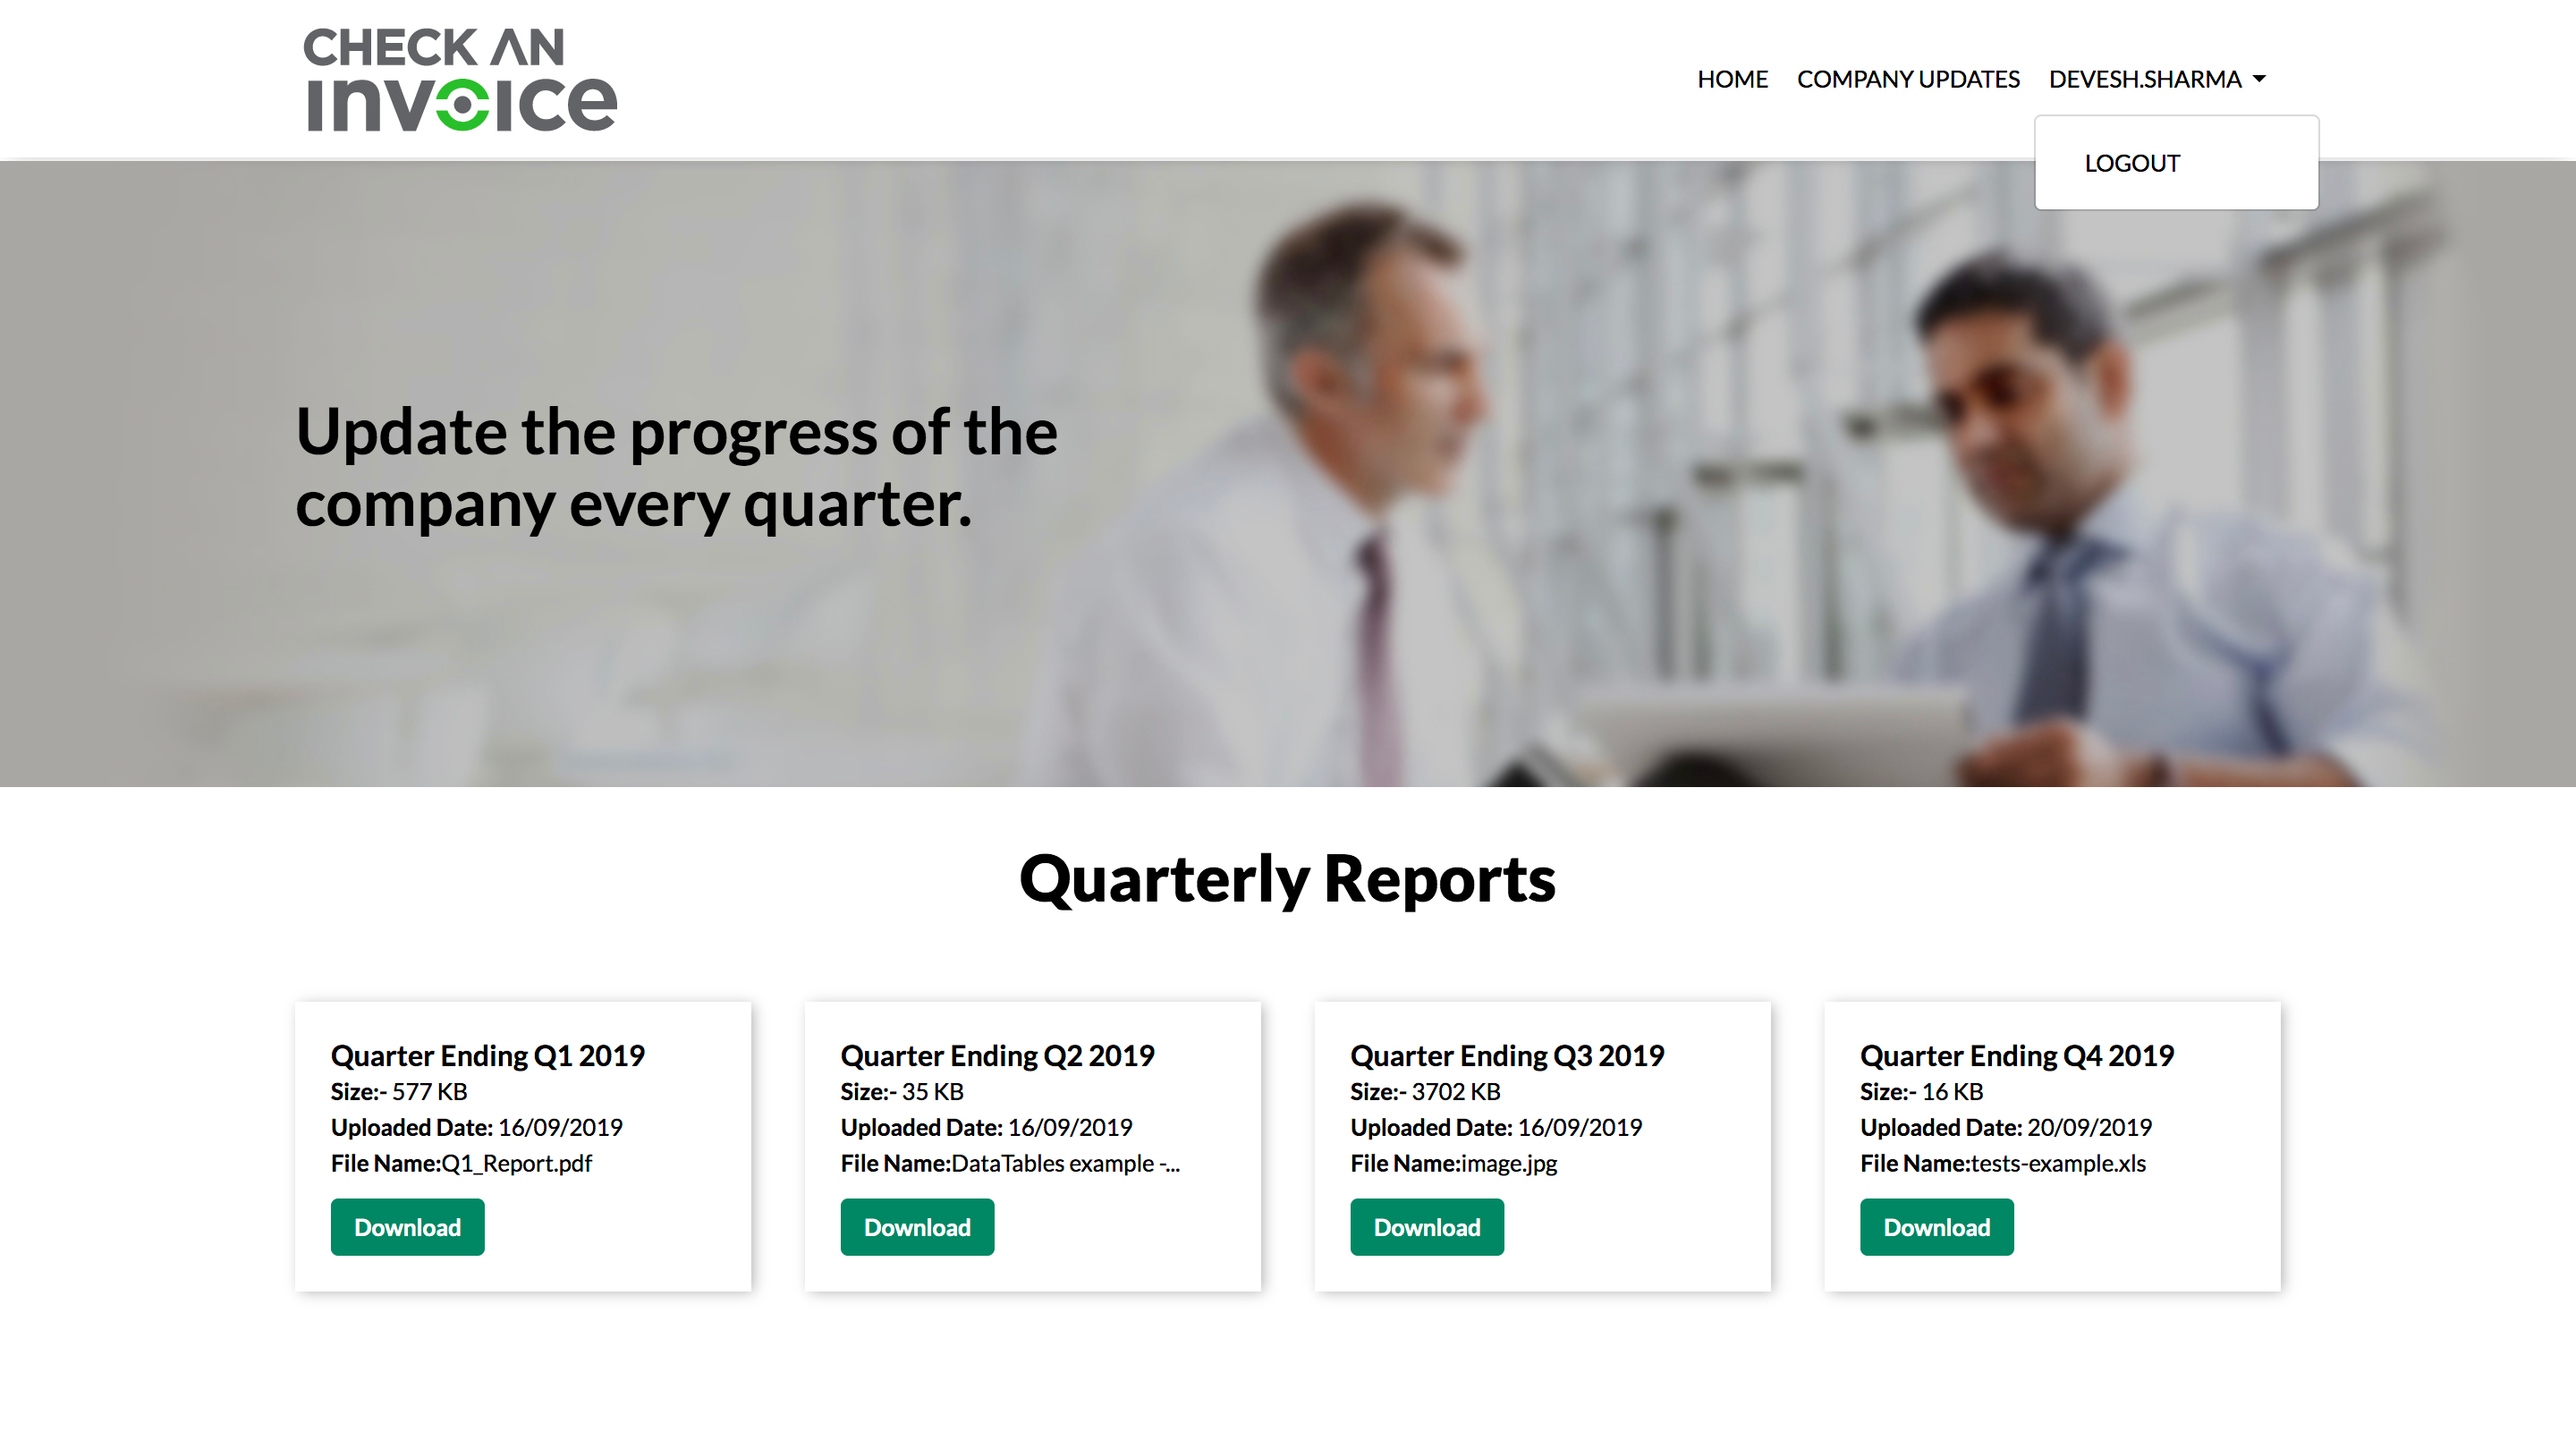 CHECK AN
invoice
HOME COMPANY UPDATES DEVESH.SHARMA
LOGOUT
Update the progress of the
company every quarter.
Quarterly Reports
Quarter Ending Q1 2019
Size:- 577 KB
Uploaded Date: 16/09/2019
File Name:Q1_Report.pdf
Download
Quarter Ending Q2 2019
Size:- 35 KB
Uploaded Date: 16/09/2019
File Name:DataTables example -...
Download
Quarter Ending Q3 2019
Size:- 3702 KB
Uploaded Date: 16/09/2019
File Name:image.jpg
Download
Quarter Ending Q4 2019
Size:- 16 KB
Uploaded Date: 20/09/2019
File Name:tests-example.xls
Download